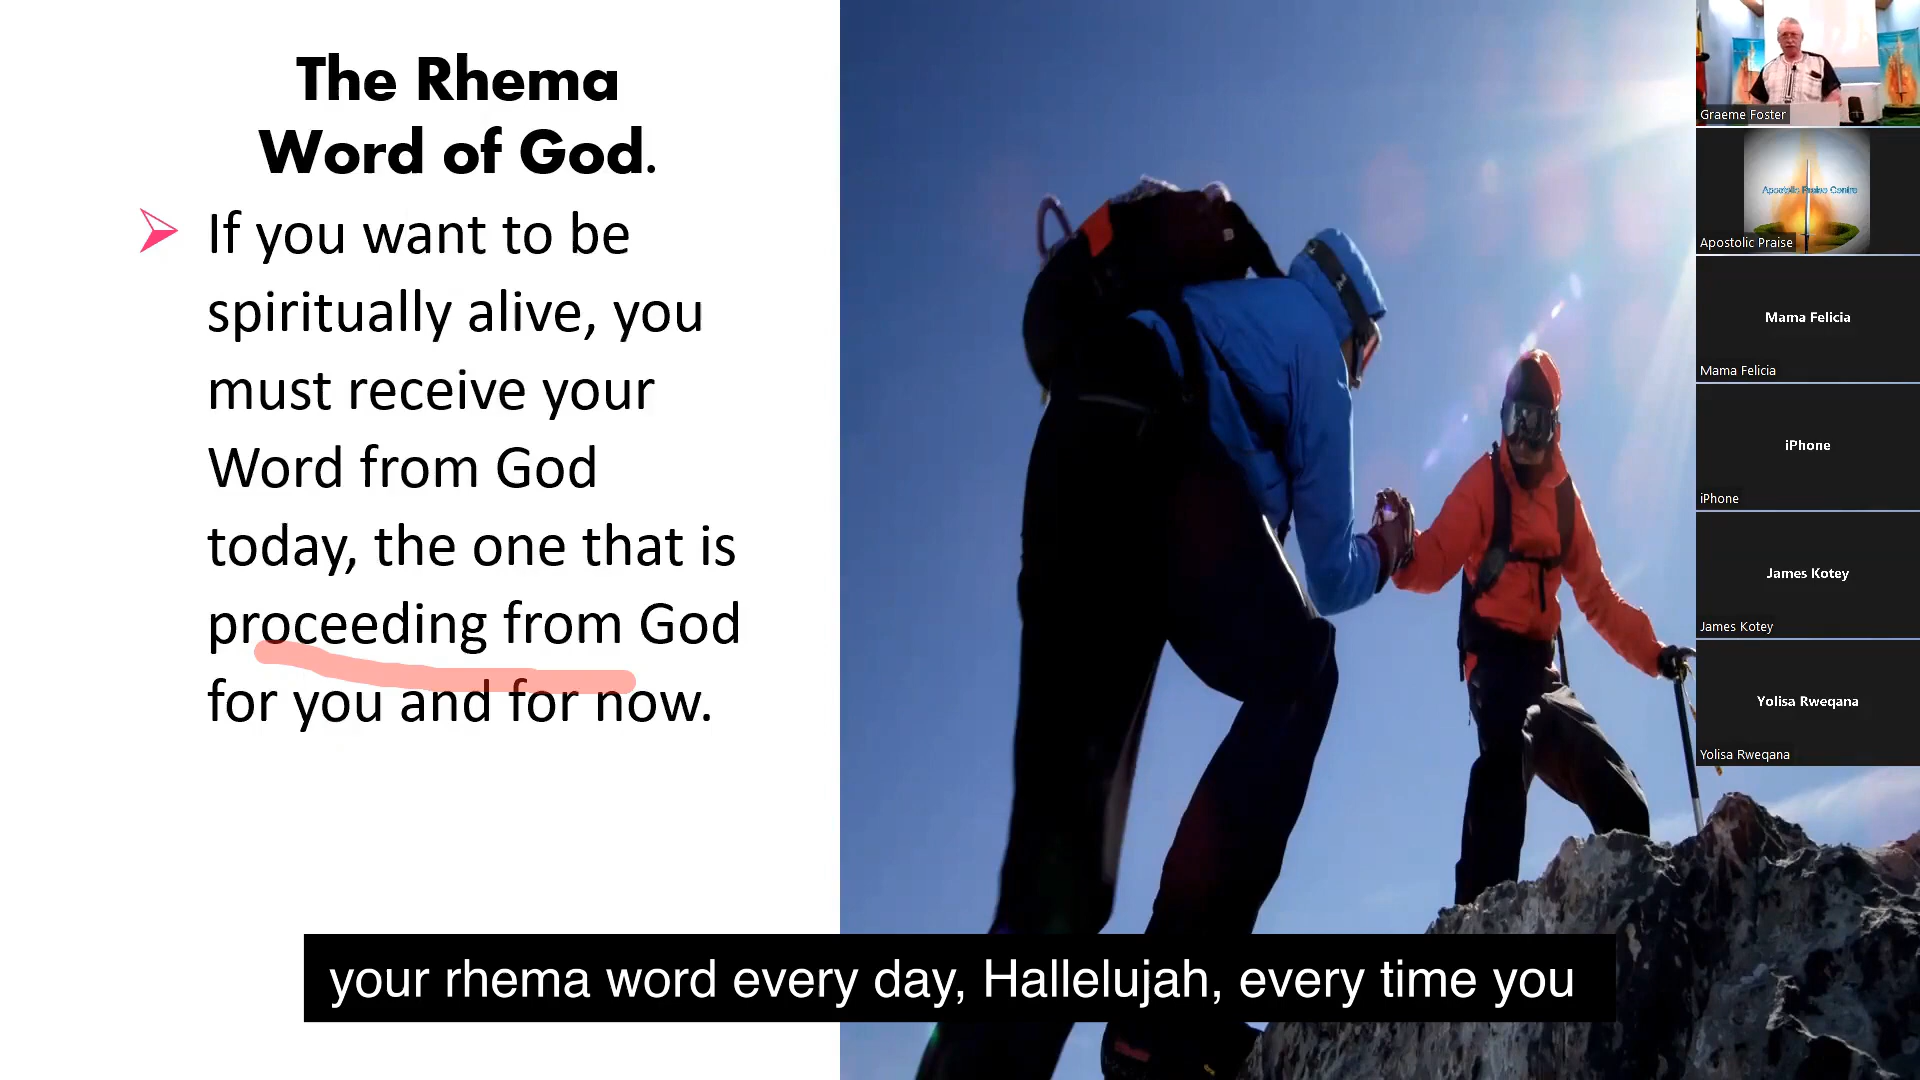 The Rhema
Word of God.
If you want to be
spiritually alive, you
must receive your
Word from God
today, the one that is
proceeding from God
for you and for now.
your rhema word every day, Hallelujah, every time you
Graeme Foster
Apostolic Praise Centre
Apostolic Praise
Mama Felicia
Mama Felicia
iPhone
iPhone
James Kotey
James Kotey
Yolisa Rweqana
Yolisa Rweqana